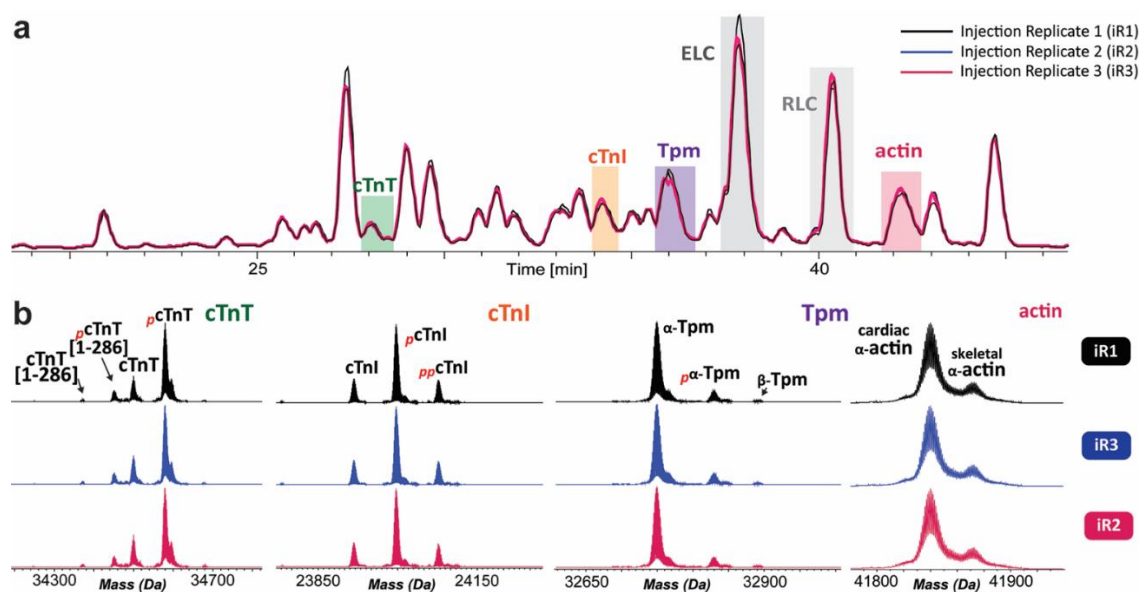 a
Injection Replicate 1 (iR1)
Injection Replicate 2 (iR2)
Injection Replicate 3 (iR3)
ELC
RLC
cTnT
cTnI
Tpm
actin
25
40
Time [min]
b
cTnT
cTnI
Tpm
actin
cTnT
[1-286]
pcTnT
[1-286]
cTnT
pcTnT
cTnI
pcTnI
ppcTnI
α-Tpm
pα-Tpm
β-Tpm
cardiac
α-actin
skeletal
α-actin
iR1
iR3
iR2
34300
Mass (Da)
34700
23850
Mass (Da)
24150
32650
Mass (Da)
32900
41800
Mass (Da)
41900